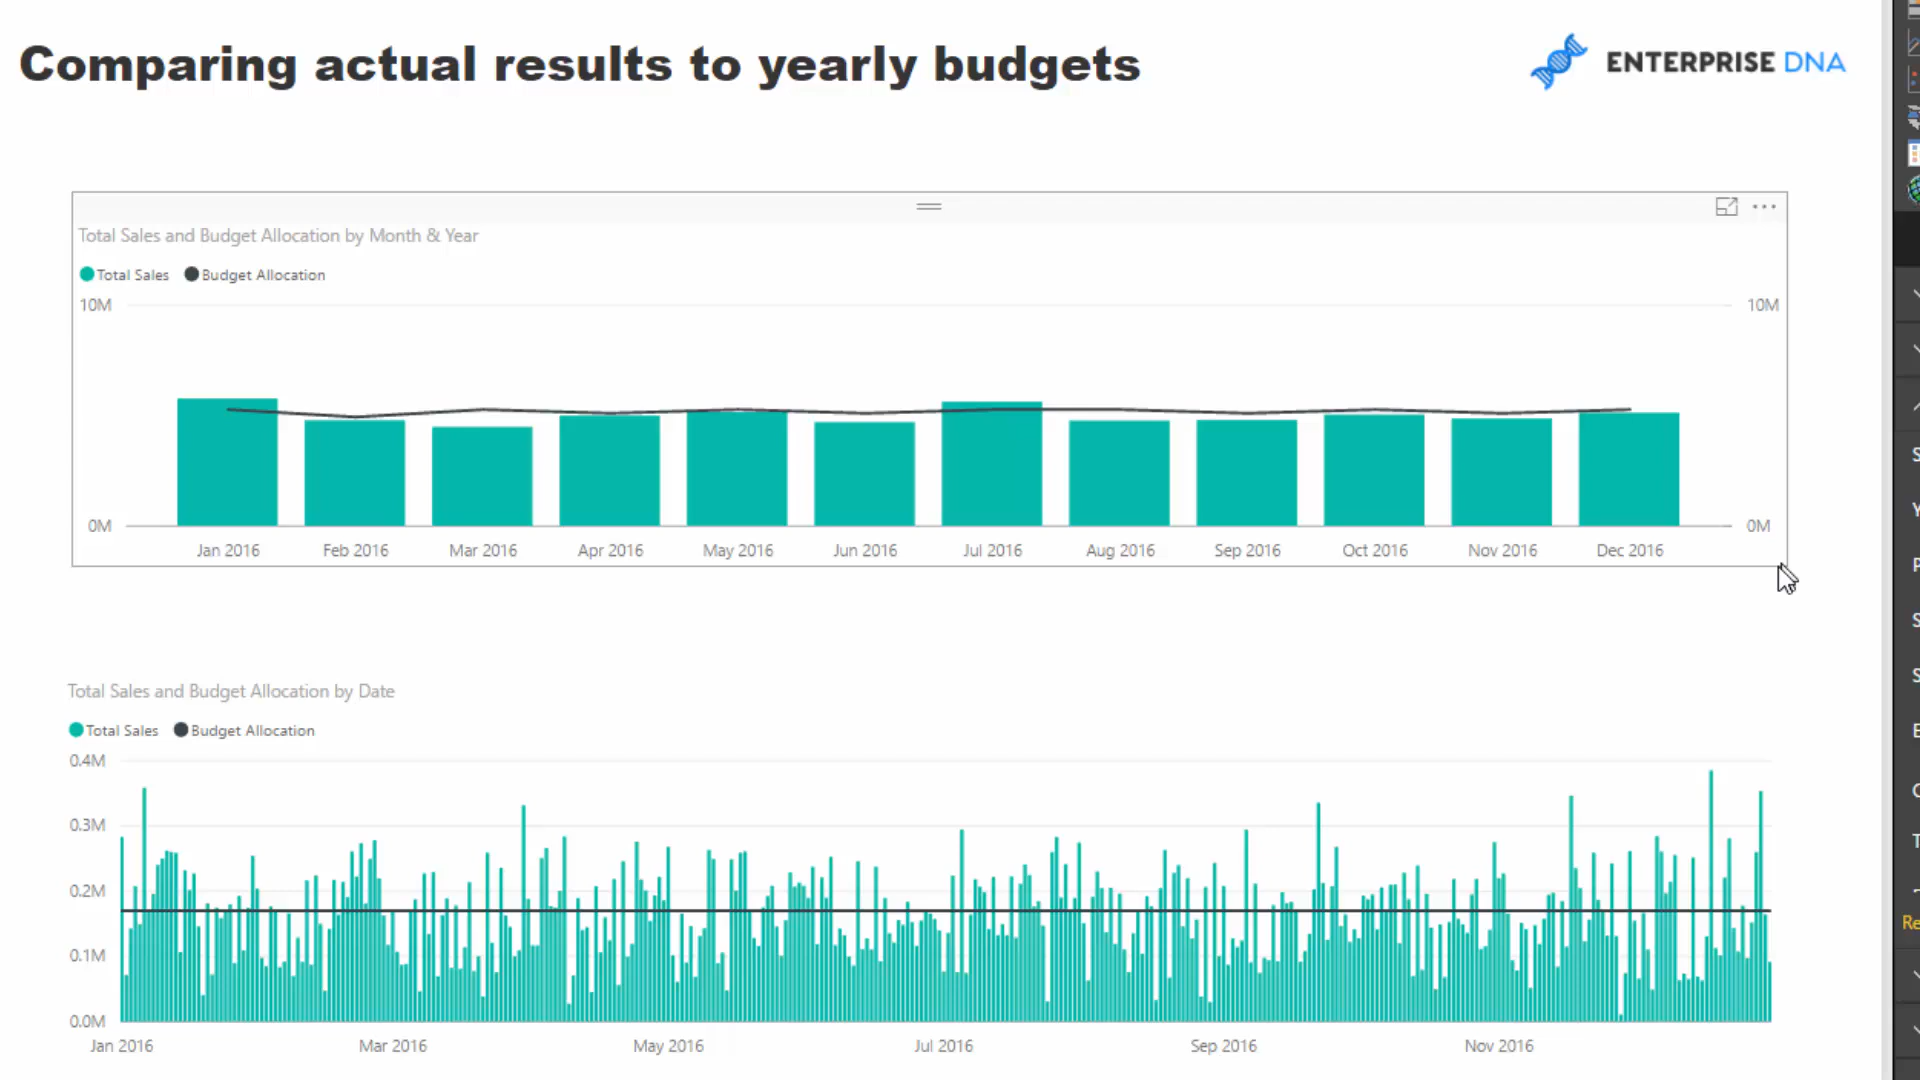 Comparing actual results to yearly budgets
ENTERPRISE DNA
Total Sales and Budget Allocation by Month & Year
Total Sales Budget Allocation
10M 10M
0M 0M
Jan 2016 Feb 2016 Mar 2016 Apr 2016 May 2016 Jun 2016 Jul 2016 Aug 2016 Sep 2016 Oct 2016 Nov 2016 Dec 2016
Total Sales and Budget Allocation by Date
Total Sales Budget Allocation
0.4M
0.3M
0.2M
0.1M
0.0M
Jan 2016 Mar 2016 May 2016 Jul 2016 Sep 2016 Nov 2016
Re